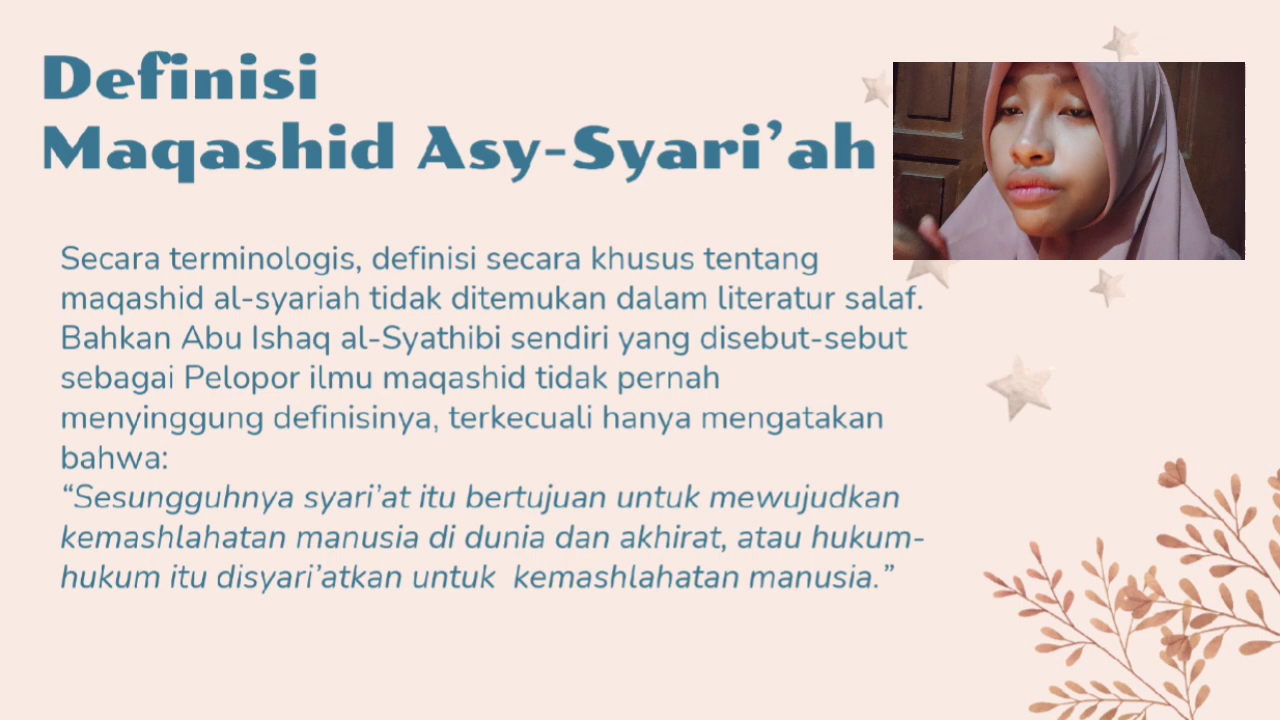 Definisi
Maqashid Asy-Syari’ah
Secara terminologis, definisi secara khusus tentang
maqashid al-syariah tidak ditemukan dalam literatur salaf.
Bahkan Abu Ishaq al-Syathibi sendiri yang disebut-sebut
sebagai Pelopor ilmu maqashid tidak pernah
menyinggung definisinya, terkecuali hanya mengatakan
bahwa:
“Sesungguhnya syari’at itu bertujuan untuk mewujudkan
kemashlahatan manusia di dunia dan akhirat, atau hukum-
hukum itu disyari’atkan untuk  kemashlahatan manusia.”